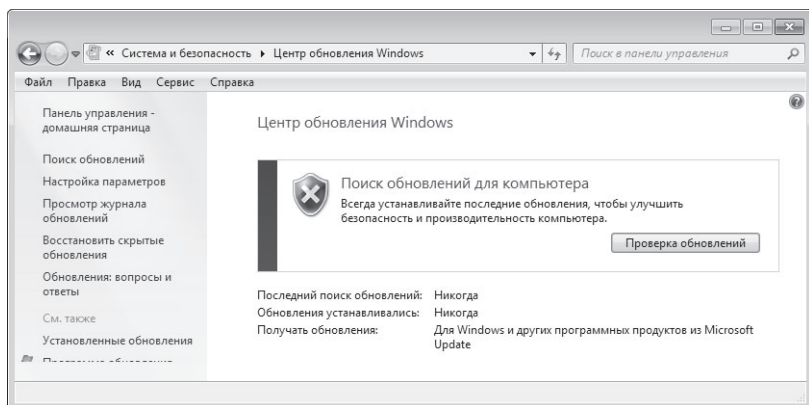 « Система и безопасность ▸ Центр обновления Windows
Поиск в панели управления
Файл Правка Вид Сервис Справка
Панель управления -
домашняя страница
Поиск обновлений
Настройка параметров
Просмотр журнала
обновлений
Восстановить скрытые
обновления
Обновления: вопросы и
ответы
См. также
Установленные обновления
Центр обновления Windows
Поиск обновлений для компьютера
Всегда устанавливайте последние обновления, чтобы улучшить
безопасность и производительность компьютера.
Проверка обновлений
Последний поиск обновлений: Никогда
Обновления устанавливались: Никогда
Получать обновления: Для Windows и других программных продуктов из Microsoft
Update